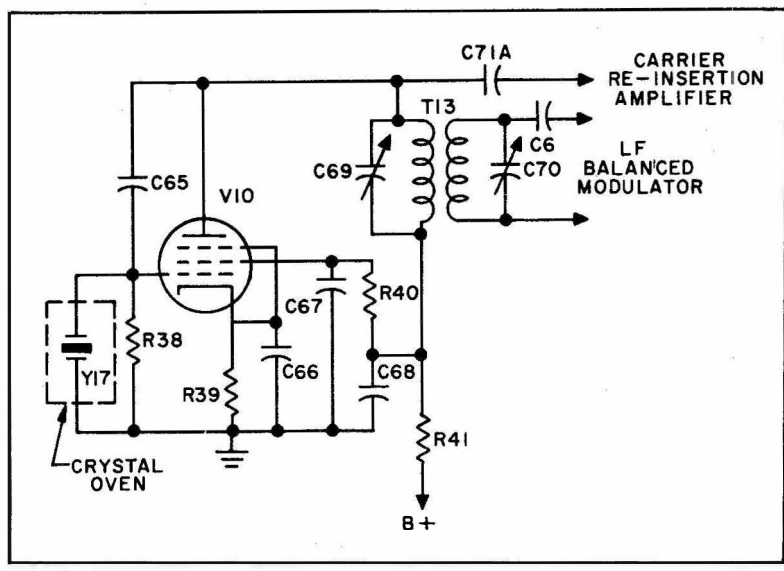 C71A
CARRIER
RE-INSERTION
AMPLIFIER
T13
C69
C6
C70
LF
BALANCED
MODULATOR
C65
V10
C67
R40
R38
Y17
C66
C68
R39
R41
CRYSTAL
OVEN
B+